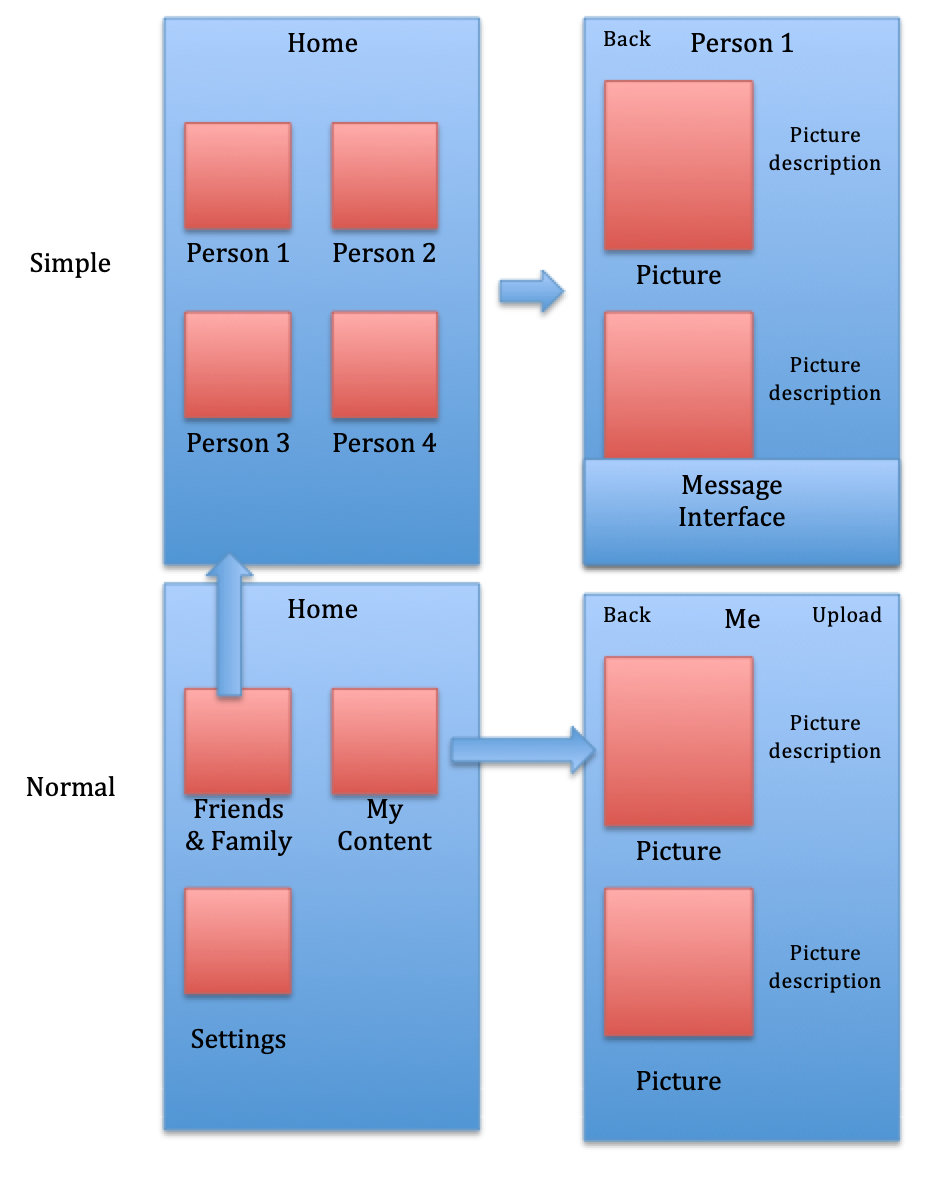 Simple
Home
Person 1
Person 2
Person 3
Person 4
Back
Person 1
Picture
description
Picture
Picture
description
Message
Interface
Normal
Home
Friends
& Family
My
Content
Settings
Back
Me
Upload
Picture
description
Picture
Picture
description
Picture